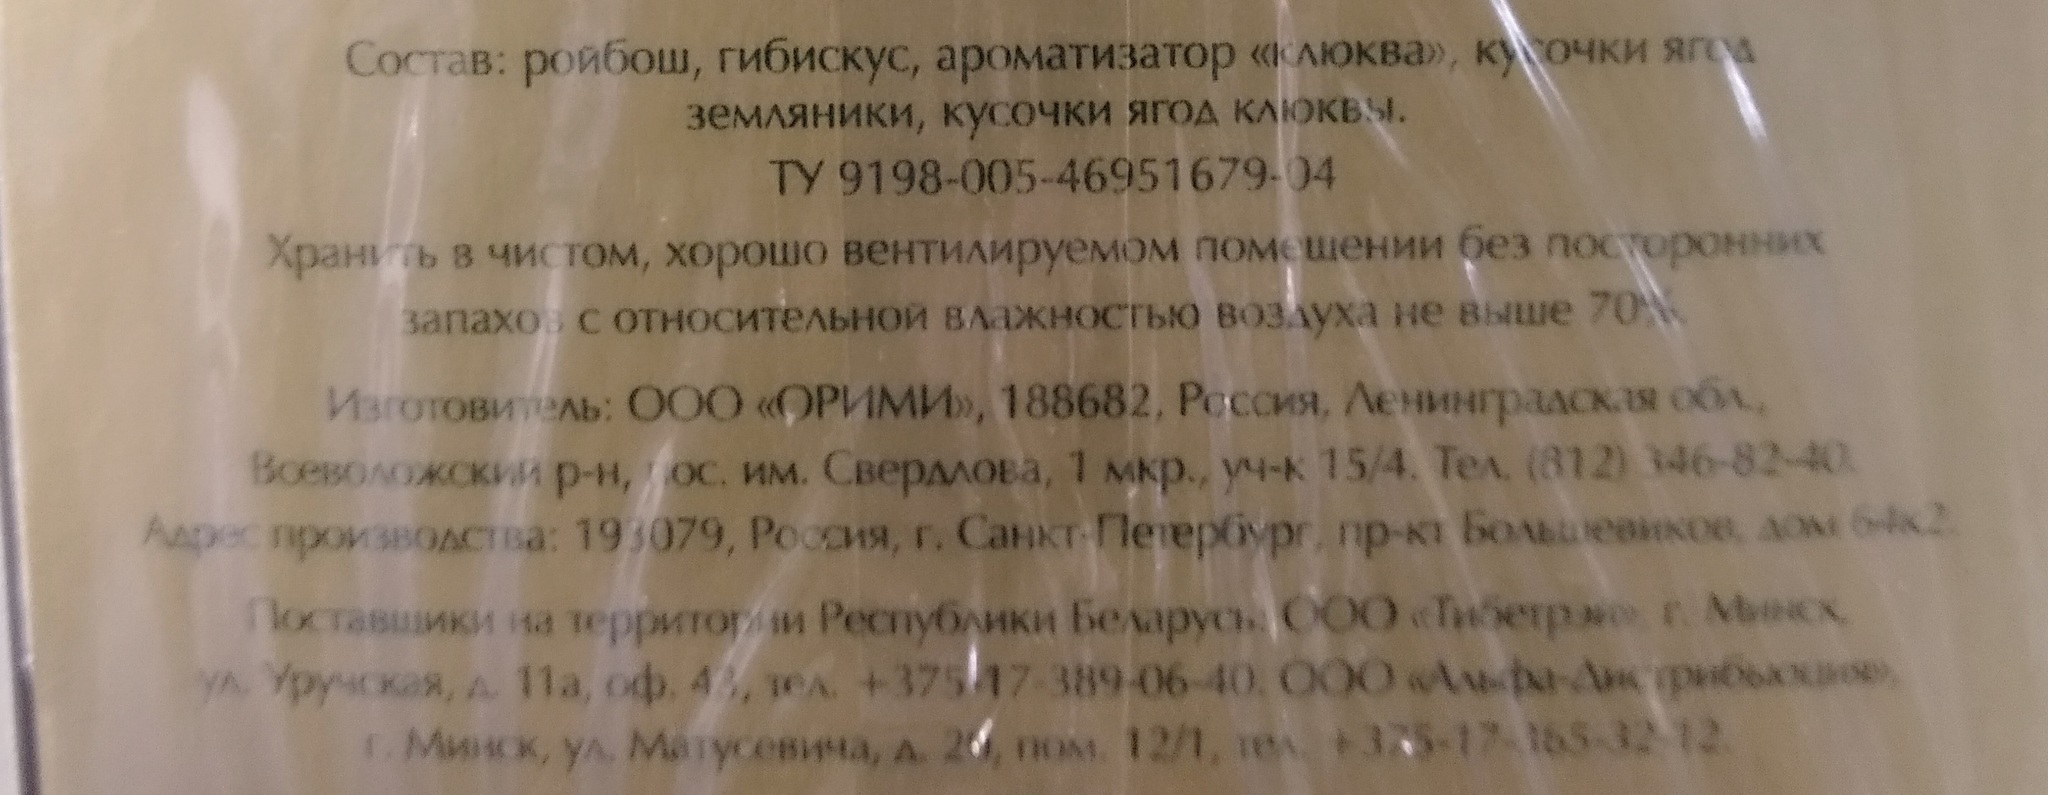 Состав: ройбош, гибискус, ароматизатор «клюква», кусочки ягод
земляники, кусочки ягод клюквы.
ТУ 9198-005-46951679-04
Хранить в чистом, хорошо вентилируемом помещении без посторонних
запахов с относительной влажностью воздуха не выше 70%
Изготовитель: ООО «ОРИМИ», 188682, Россия, Ленинградская обл.,
Всеволожский р-н, пос. им. Свердлова, 1 мкр., уч-к 15/4. Тел. (812) 346-82-40.
Адрес производства: 193079, Россия, г. Санкт-Петербург, пр-кт Большевиков, дом 64к2.
Поставщики на территории Республики Беларусь: ООО г. Минск,
ул. Уручская, д. 11а, оф. тел. +375-17-389-06-40. ООО «Альфа-Дистрибьюция»,
г. Минск, ул. Матусевича, д. пом. 12/1, тел.